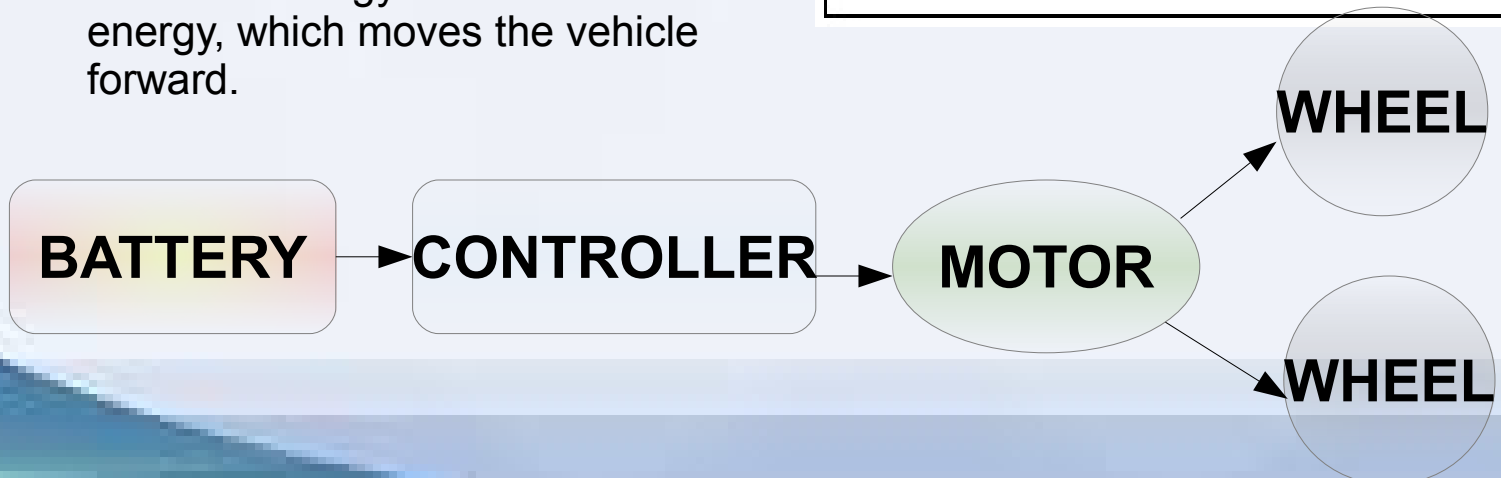 energy, which moves the vehicle
forward.
WHEEL
BATTERY
CONTROLLER
MOTOR
WHEEL